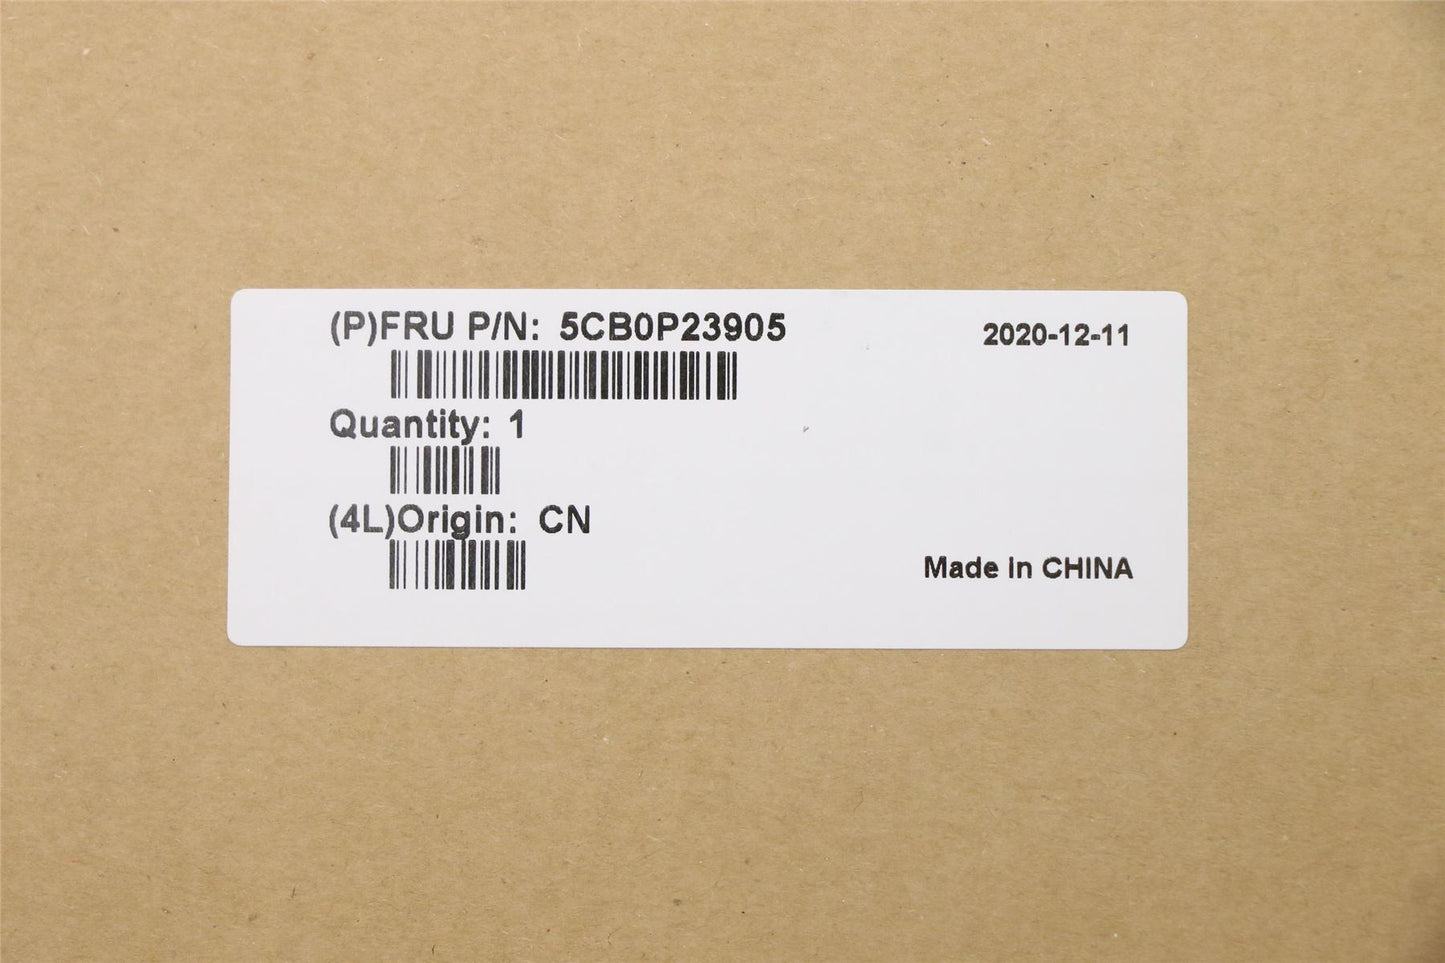 (P)FRU P/N: 5CB0P23905
2020-12-11
Quantity: 1
(4L)Origin: CN
Made in CHINA